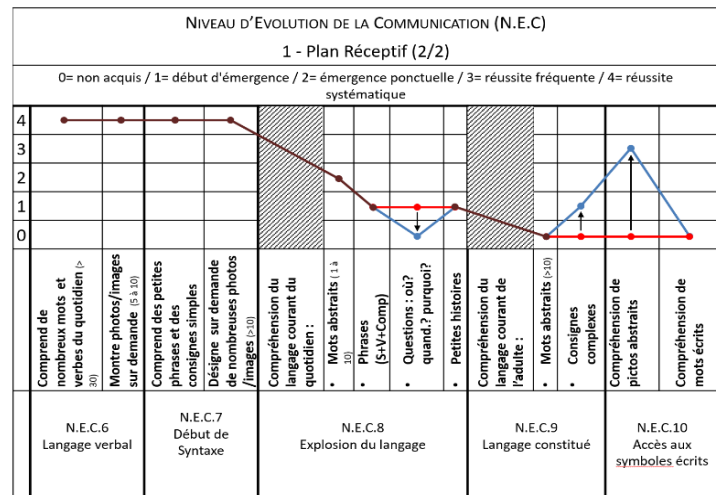 NIVEAU D'EVOLUTION DE LA COMMUNICATION (N.E.C)
1 - Plan Réceptif (2/2)
0= non acquis / 1= début d'émergence / 2= émergence ponctuelle / 3= réussite fréquente / 4= réussite
systématique
4
3
2
1
0
Comprend de
nombreux mots et
verbes du quotidien (>
30)
Montre photos/images
sur demande (5 à 10)
Comprend des petites
phrases et des
consignes simples
Désigne sur demande
de nombreuses photos
/images (>10)
Compréhension du
langage courant du
quotidien :
• Mots abstraits ( 1 à
10)
• Phrases
(S+V+Comp)
• Questions : où?
quand.? purquoi?
• Petites histoires
Compréhension du
langage courant de
l'adulte :
• Mots abstraits (>10)
• Consignes
complexes
Compréhension de
pictos abstraits
Compréhension de
mots écrits
N.E.C.6
Langage verbal
N.E.C.7
Début de
Syntaxe
N.E.C.8
Explosion du langage
N.E.C.9
Langage constitué
N.E.C.10
Accès aux
symboles écrits